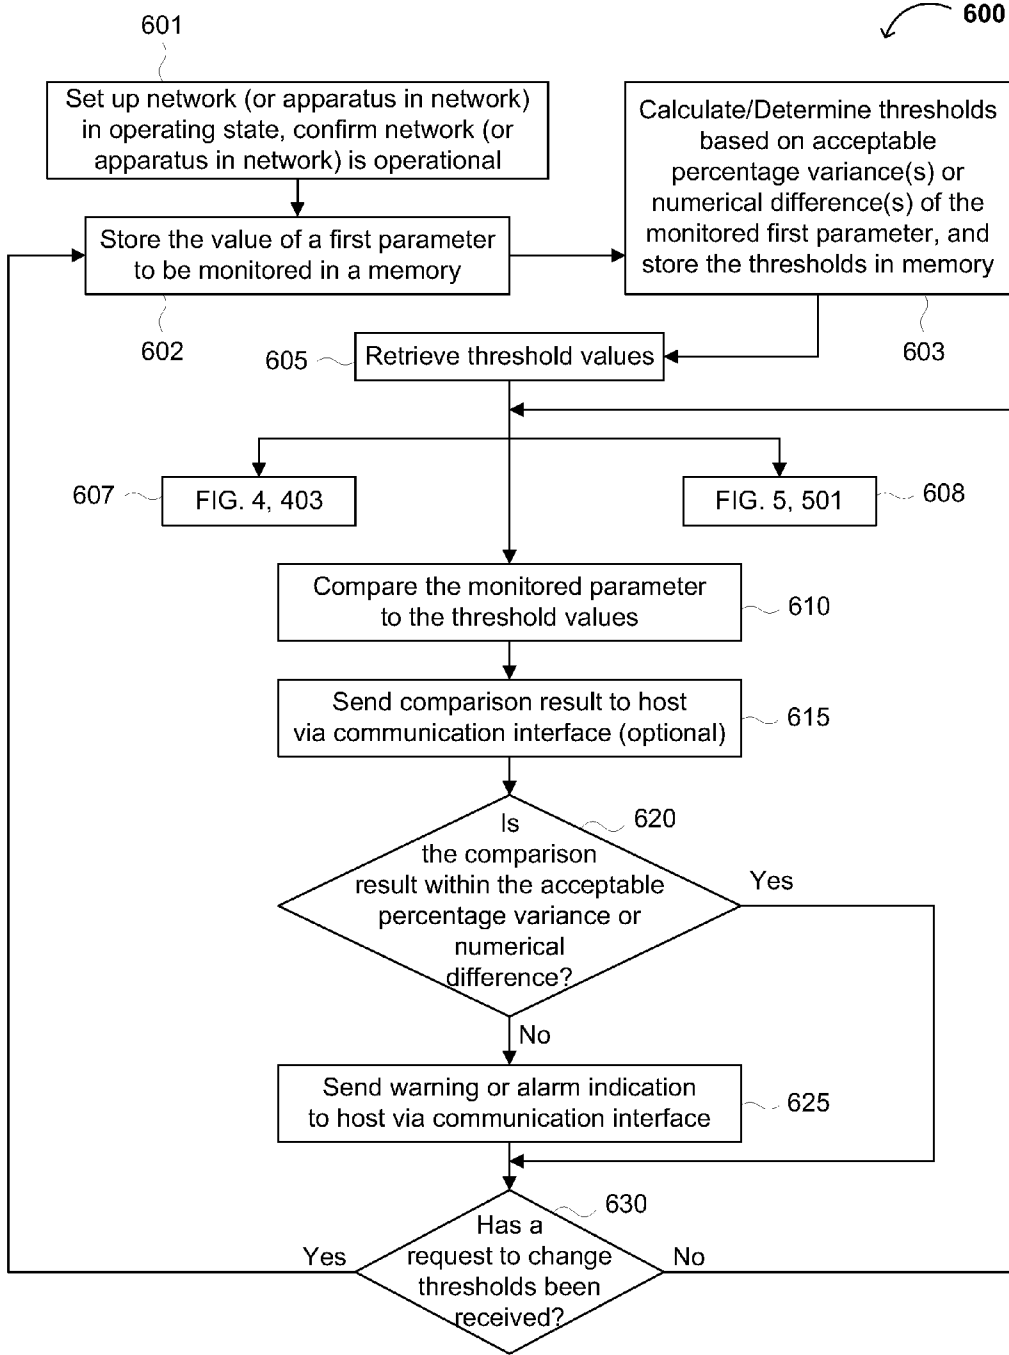 600
601
Set up network (or apparatus in network)
in operating state, confirm network (or
apparatus in network) is operational
Calculate/Determine thresholds
based on acceptable
percentage variance(s) or
numerical difference(s) of the
monitored first parameter, and
store the thresholds in memory
Store the value of a first parameter
to be monitored in a memory
602
603
605
Retrieve threshold values
607
FIG. 4, 403
FIG. 5, 501
608
Compare the monitored parameter
to the threshold values
610
Send comparison result to host
via communication interface (optional)
615
620
Is
the comparison
result within the acceptable
percentage variance or
numerical
difference?
Yes
No
Send warning or alarm indication
to host via communication interface
625
630
Has a
request to change
thresholds been
received?
Yes
No